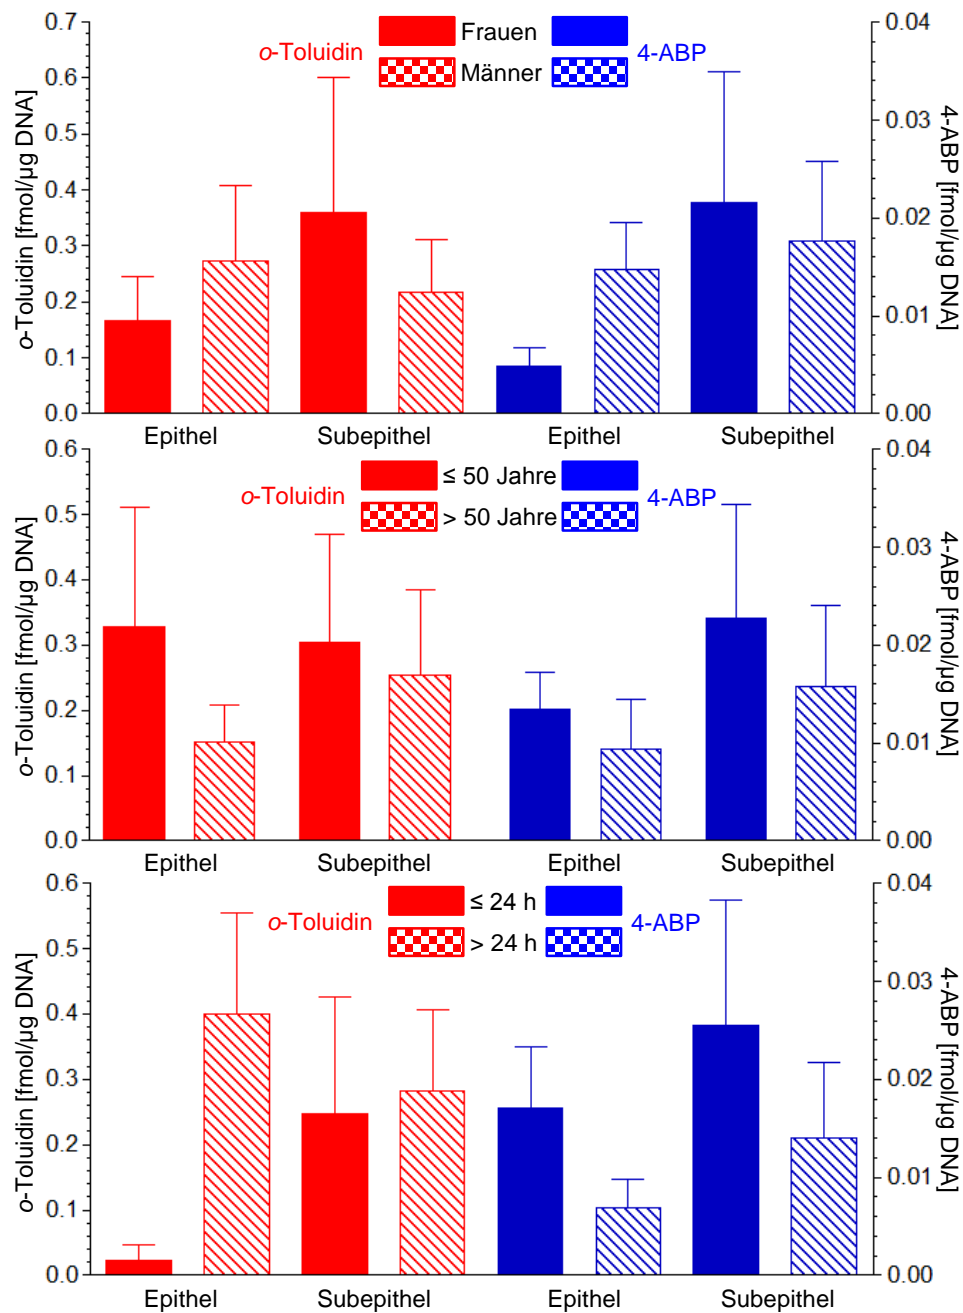 0.7
0.6
0.5
0.4
0.3
0.2
0.1
0.0
o-Toluidin [fmol/µg DNA]
o-Toluidin
Frauen
Männer
4-ABP
0.04
0.03
0.02
0.01
0.00
4-ABP [fmol/µg DNA]
Epithel Subepithel Epithel Subepithel
0.6
0.5
0.4
0.3
0.2
0.1
0.0
o-Toluidin [fmol/µg DNA]
o-Toluidin
≤ 50 Jahre
> 50 Jahre
4-ABP
0.04
0.03
0.02
0.01
0.00
4-ABP [fmol/µg DNA]
Epithel Subepithel Epithel Subepithel
0.6
0.5
0.4
0.3
0.2
0.1
0.0
o-Toluidin [fmol/µg DNA]
o-Toluidin
≤ 24 h
> 24 h
4-ABP
0.04
0.03
0.02
0.01
0.00
4-ABP [fmol/µg DNA]
Epithel Subepithel Epithel Subepithel